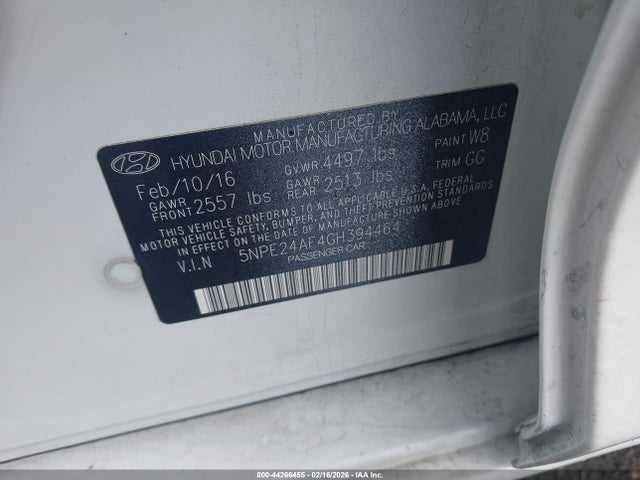 MANUFACTURED BY
HYUNDAI MOTOR MANUFACTURING ALABAMA, LLC
Feb/10/16 GVWR 4497 lbs PAINT W8
GAWR FRONT 2557 lbs GAWR REAR 2513 lbs TRIM GG
THIS VEHICLE CONFORMS TO ALL APPLICABLE U.S.A. FEDERAL
MOTOR VEHICLE SAFETY, BUMPER, AND THEFT PREVENTION STANDARDS
IN EFFECT ON THE DATE OF MANUFACTURE SHOWN ABOVE.
V.I.N 5NPE24AF4GH394464
PASSENGER CAR
000-44266455 - 02/16/2026 - IAA Inc.